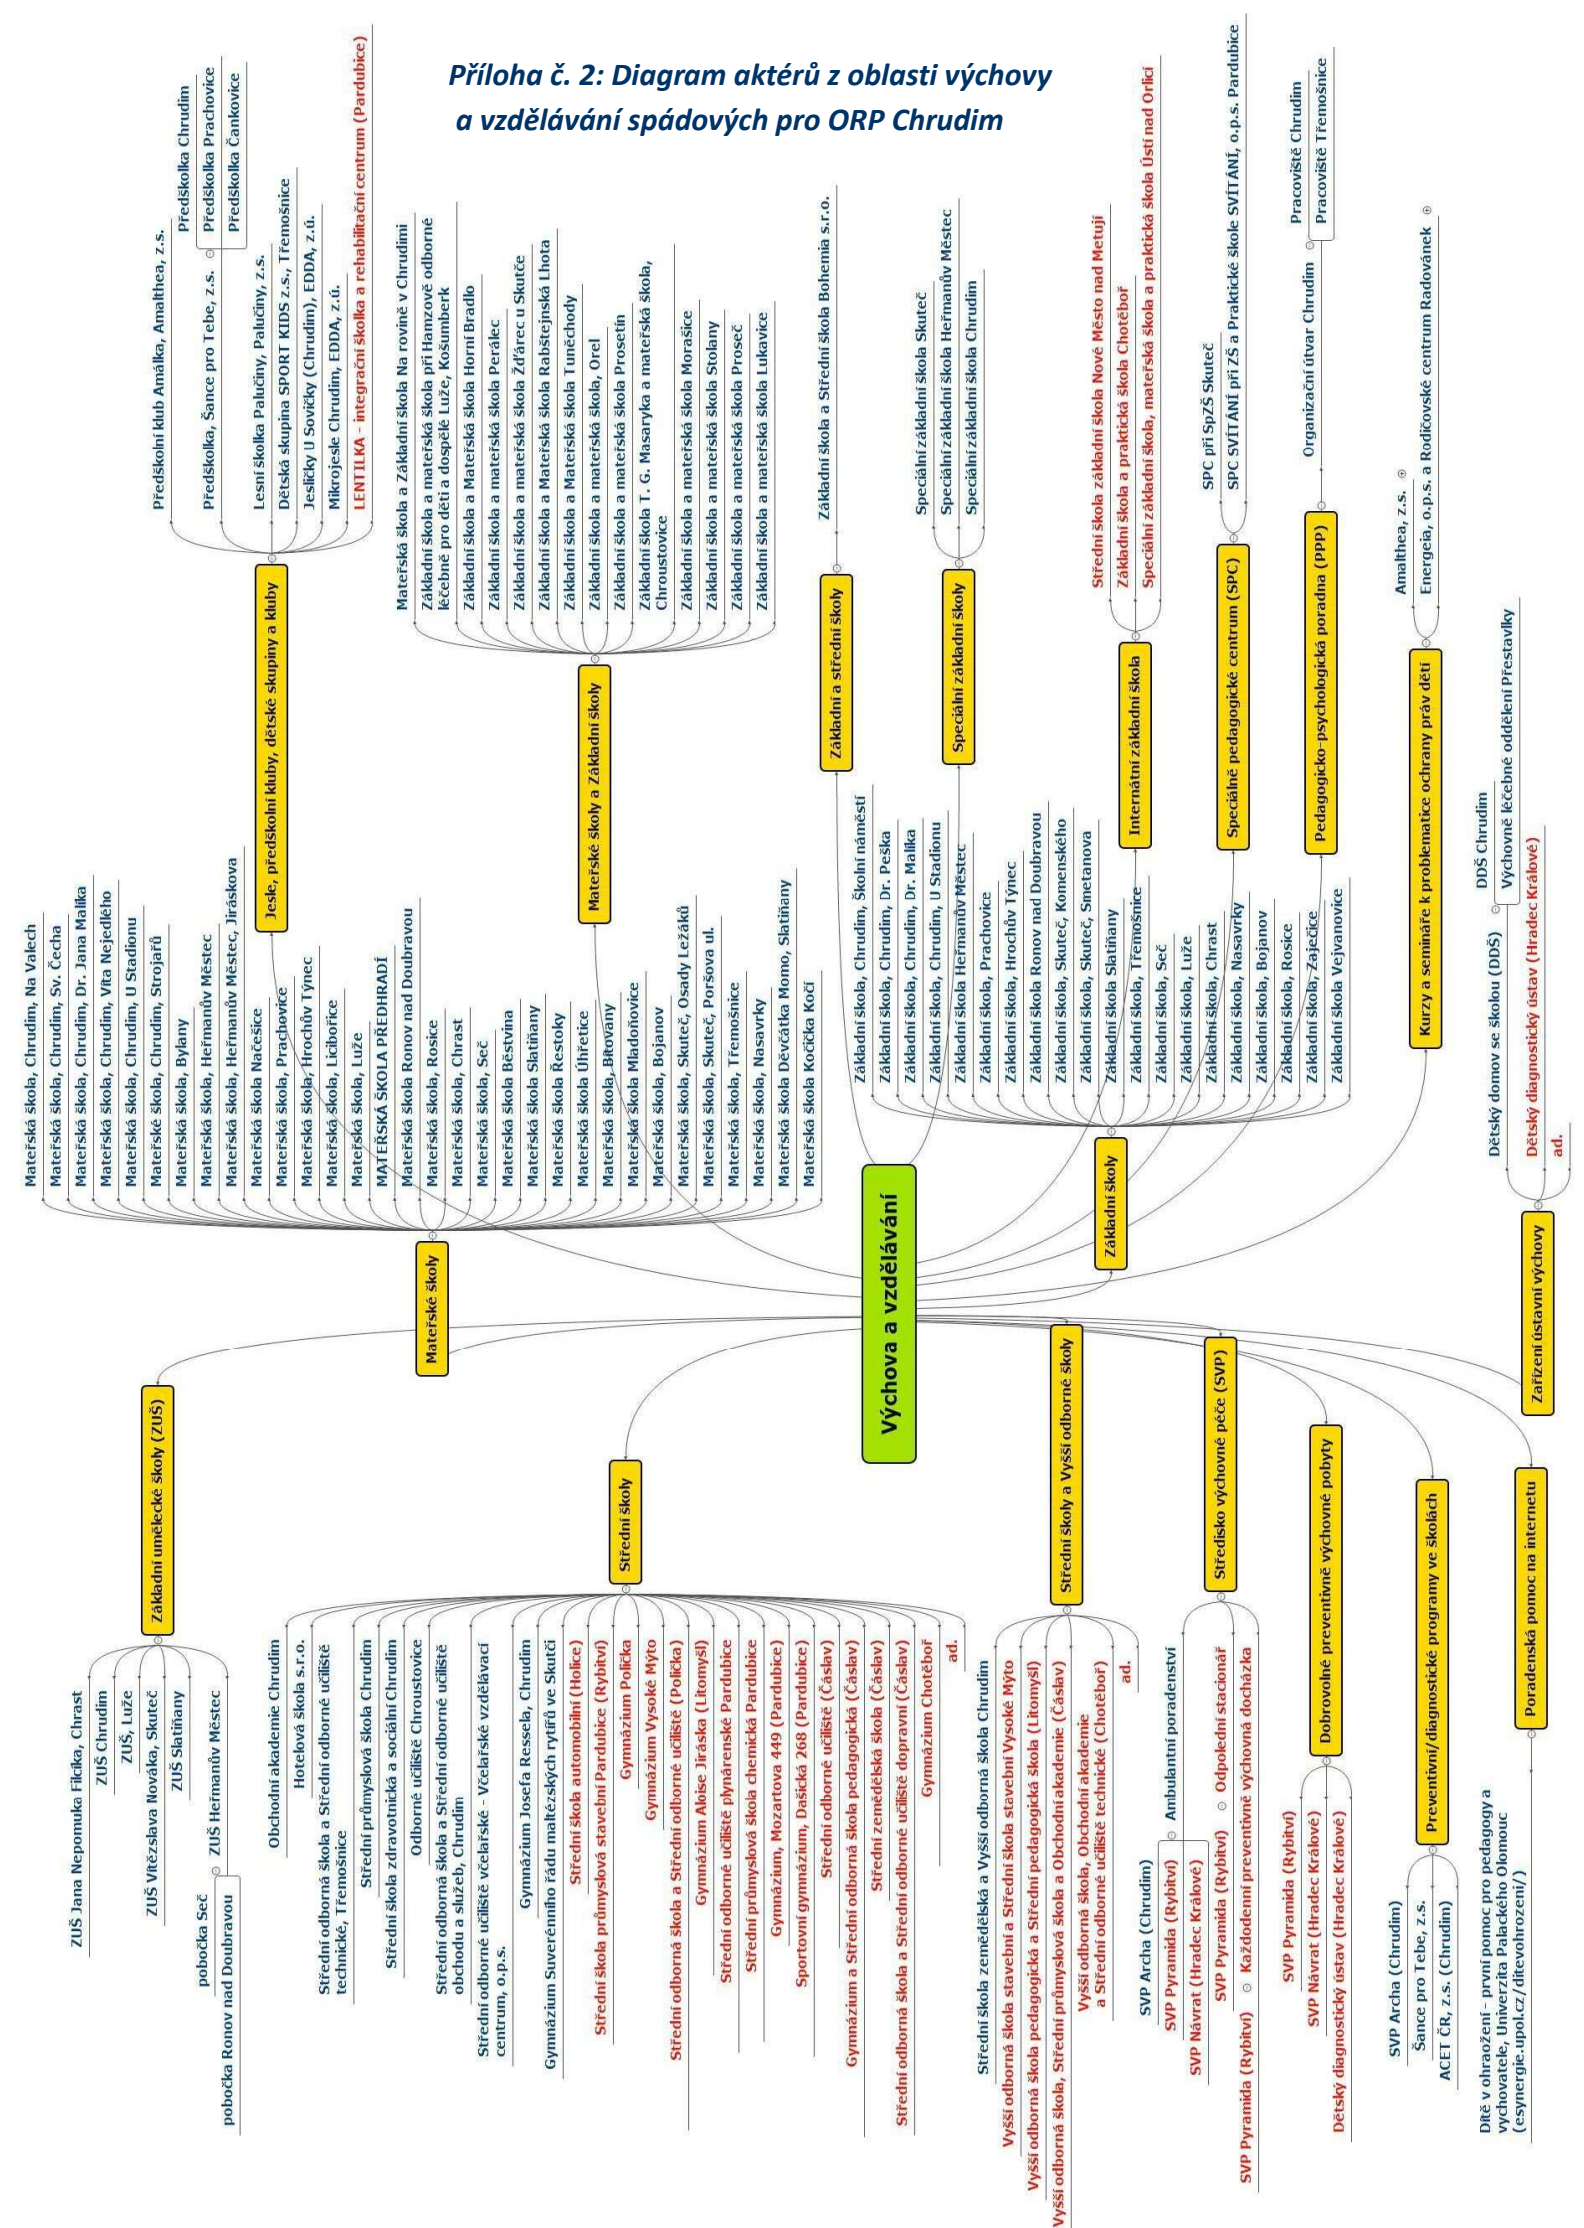 Příloha č. 2: Diagram aktérů z oblasti výchovy
a vzdělávání spádových pro ORP Chrudim
Výchova a vzdělávání
Základní umělecké školy (ZUŠ)
ZUŠ Jana Nepomuka Filcíka, Chrast
ZUŠ Chrudim
ZUŠ, Luže
ZUŠ Vítězslava Nováka, Skuteč
ZUŠ Slatiňany
ZUŠ Heřmanův Městec
pobočka Seč
pobočka Ronov nad Doubravou
Mateřské školy
Mateřská škola, Chrudim, Na Valech
Mateřská škola, Chrudim, Sv. Čecha
Mateřská škola, Chrudim, Dr. Jana Malíka
Mateřská škola, Chrudim, Víta Nejedlého
Mateřská škola, Chrudim, U Stadionu
Mateřské škola, Chrudim, Strojařů
Mateřská škola, Bylany
Mateřská škola, Heřmanův Městec
Mateřská škola, Heřmanův Městec, Jiráskova
Mateřská škola Načešice
Mateřská škola, Prachovice
Mateřská škola, Hrochův Týnec
Mateřská škola, Licibořice
Mateřská škola, Luže
MATEŘSKÁ ŠKOLA PŘEDHRADÍ
Mateřská škola Ronov nad Doubravou
Mateřská škola, Rosice
Mateřská škola, Chrast
Mateřská škola, Seč
Mateřská škola Běstvina
Mateřská škola Slatiňany
Mateřská škola Řestoky
Mateřská škola Úhřetice
Mateřská škola, Bítovany
Mateřská škola Mladoňovice
Mateřská škola, Bojanov
Mateřská škola, Skuteč, Osady Ležáků
Mateřská škola, Skuteč, Poršova ul.
Mateřská škola, Třemošnice
Mateřská škola, Nasavrky
Mateřská škola Děvčátka Momo, Slatiňany
Mateřská škola Kočička Kočí
Jesle, předškolní kluby, dětské skupiny a kluby
Předškolní klub Amálka, Amalthea, z.s.
Předškolka, Šance pro Tebe, z.s.
Předškolka Chrudim
Předškolka Prachovice
Předškolka Čankovice
Lesní školka Palučiny, Palučiny, z.s.
Dětská skupina SPORT KIDS z.s., Třemošnice
Jesličky U Sovičky (Chrudim), EDDA, z.ú.
Mikrojesle Chrudim, EDDA, z.ú.
LENTILKA - integrační školka a rehabilitační centrum (Pardubice)
Mateřské školy a Základní školy
Mateřská škola a Základní škola Na rovině v Chrudimi
Základní škola a mateřská škola při Hamzově odborné
léčebně pro děti a dospělé Luže, Košumberk
Základní škola a Mateřská škola Horní Bradlo
Základní škola a mateřská škola Perálec
Základní škola a mateřská škola Žďárec u Skutče
Základní škola a Mateřská škola Rabštejnská Lhota
Základní škola a Mateřská škola Tuněchody
Základní škola a mateřská škola, Orel
Základní škola a mateřská škola Prosetín
Základní škola T. G. Masaryka a mateřská škola,
Chroustovice
Základní škola a mateřská škola Morašice
Základní škola a mateřská škola Stolany
Základní škola a mateřská škola Proseč
Základní škola a mateřská škola Lukavice
Základní a střední školy
Základní škola a Střední škola Bohemia s.r.o.
Speciální základní školy
Speciální základní škola Skuteč
Speciální základní škola Heřmanův Městec
Speciální základní škola Chrudim
Základní školy
Základní škola, Chrudim, Školní náměstí
Základní škola, Chrudim, Dr. Peška
Základní škola, Chrudim, Dr. Malíka
Základní škola, Chrudim, U Stadionu
Základní škola Heřmanův Městec
Základní škola, Prachovice
Základní škola, Hrochův Týnec
Základní škola Ronov nad Doubravou
Základní škola, Skuteč, Komenského
Základní škola, Skuteč, Smetanova
Základní škola Slatiňany
Základní škola, Třemošnice
Základní škola, Seč
Základní škola, Luže
Základní škola, Chrast
Základní škola, Nasavrky
Základní škola, Bojanov
Základní škola, Rosice
Základní škola, Zaječice
Základní škola Vejvanovice
Internátní základní škola
Střední škola základní škola Nové Město nad Metují
Základní škola a praktická škola Chotěboř
Speciální základní škola, mateřská škola a praktická škola Ústí nad Orlicí
Speciálně pedagogické centrum (SPC)
SPC při SpZŠ Skuteč
SPC SVÍTÁNÍ při ZŠ a Praktické škole SVÍTÁNÍ, o.p.s. Pardubice
Pedagogicko-psychologická poradna (PPP)
Organizační útvar Chrudim
Pracoviště Chrudim
Pracoviště Třemošnice
Kurzy a semináře k problematice ochrany práv dětí
Amalthea, z.s.
Energeia, o.p.s. a Rodičovské centrum Radovánek
Zařízení ústavní výchovy
Dětský domov se školou (DDŠ)
DDŠ Chrudim
Výchovně léčebné oddělení Přestavlky
Dětský diagnostický ústav (Hradec Králové)
ad.
Střední školy
Obchodní akademie Chrudim
Hotelová škola s.r.o.
Střední odborná škola a Střední odborné učiliště
technické, Třemošnice
Střední průmyslová škola Chrudim
Střední škola zdravotnická a sociální Chrudim
Odborné učiliště Chroustovice
Střední odborná škola a Střední odborné učiliště
obchodu a služeb, Chrudim
Střední odborné učiliště včelařské - Včelařské vzdělávací
centrum, o.p.s.
Gymnázium Josefa Ressela, Chrudim
Gymnázium Suverénního řádu maltézských rytířů ve Skutči
Střední škola automobilní (Holice)
Střední škola průmyslová stavební Pardubice (Rybitví)
Gymnázium Polička
Gymnázium Vysoké Mýto
Střední odborná škola a Střední odborné učiliště (Polička)
Gymnázium Aloise Jiráska (Litomyšl)
Střední odborné učiliště plynárenské Pardubice
Střední průmyslová škola chemická Pardubice
Gymnázium, Mozartova 449 (Pardubice)
Sportovní gymnázium, Dašická 268 (Pardubice)
Střední odborné učiliště (Čáslav)
Gymnázium a Střední odborná škola pedagogická (Čáslav)
Střední zemědělská škola (Čáslav)
Střední odborná škola a Střední odborné učiliště dopravní (Čáslav)
Gymnázium Chotěboř
ad.
Střední školy a Vyšší odborné školy
Střední škola zemědělská a Vyšší odborná škola Chrudim
Vyšší odborná škola stavební a Střední škola stavební Vysoké Mýto
Vyšší odborná škola pedagogická a Střední pedagogická škola (Litomyšl)
Vyšší odborná škola, Střední průmyslová škola a Obchodní akademie (Čáslav)
Vyšší odborná škola, Obchodní akademie
a Střední odborné učiliště technické (Chotěboř)
ad.
Středisko výchovné péče (SVP)
Ambulantní poradenství
SVP Archa (Chrudim)
SVP Pyramida (Rybitví)
SVP Návrat (Hradec Králové)
Odpolední stacionář
SVP Pyramida (Rybitví)
Každodenní preventivně výchovná docházka
SVP Pyramida (Rybitví)
Dobrovolné preventivně výchovné pobyty
SVP Pyramida (Rybitví)
SVP Návrat (Hradec Králové)
Dětský diagnostický ústav (Hradec Králové)
Preventivní/diagnostické programy ve školách
SVP Archa (Chrudim)
Šance pro Tebe, z.s.
ACET ČR, z.s. (Chrudim)
Poradenská pomoc na internetu
Dítě v ohraožení - první pomoc pro pedagogy a
vychovatele, Univerzita Palackého Olomouc
(esynergie.upol.cz/ditevohrozeni/)